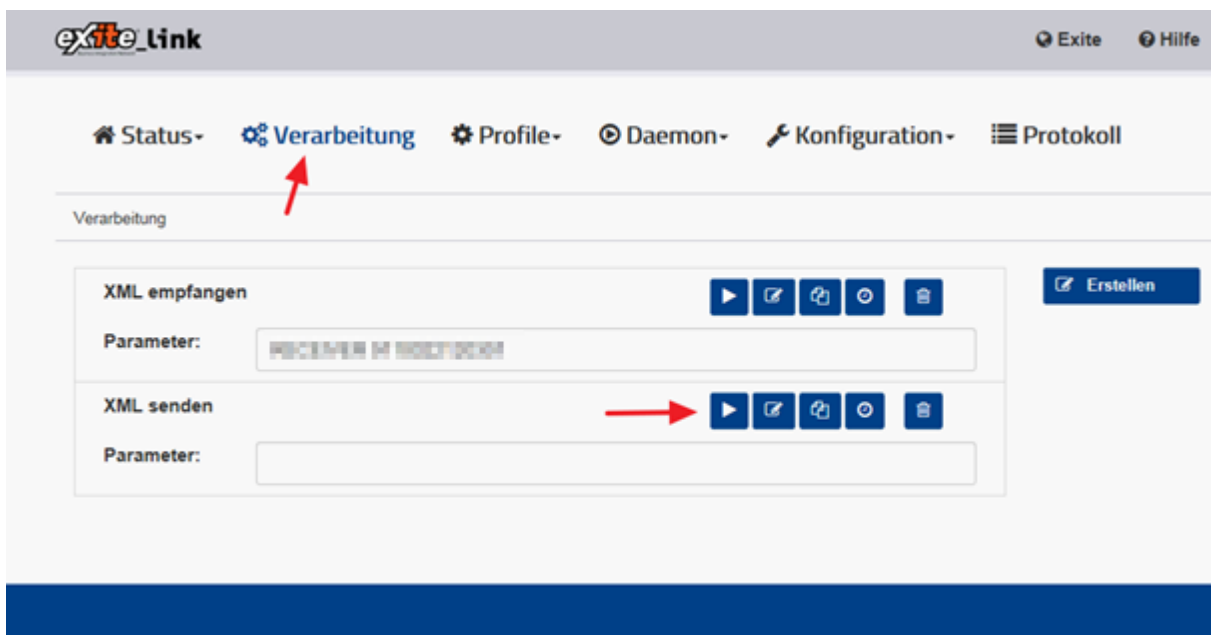 exite_link
Exite Hilfe
Status Verarbeitung Profile Daemon Konfiguration Protokoll
Verarbeitung
XML empfangen
Erstellen
Parameter:
XML senden
Parameter: